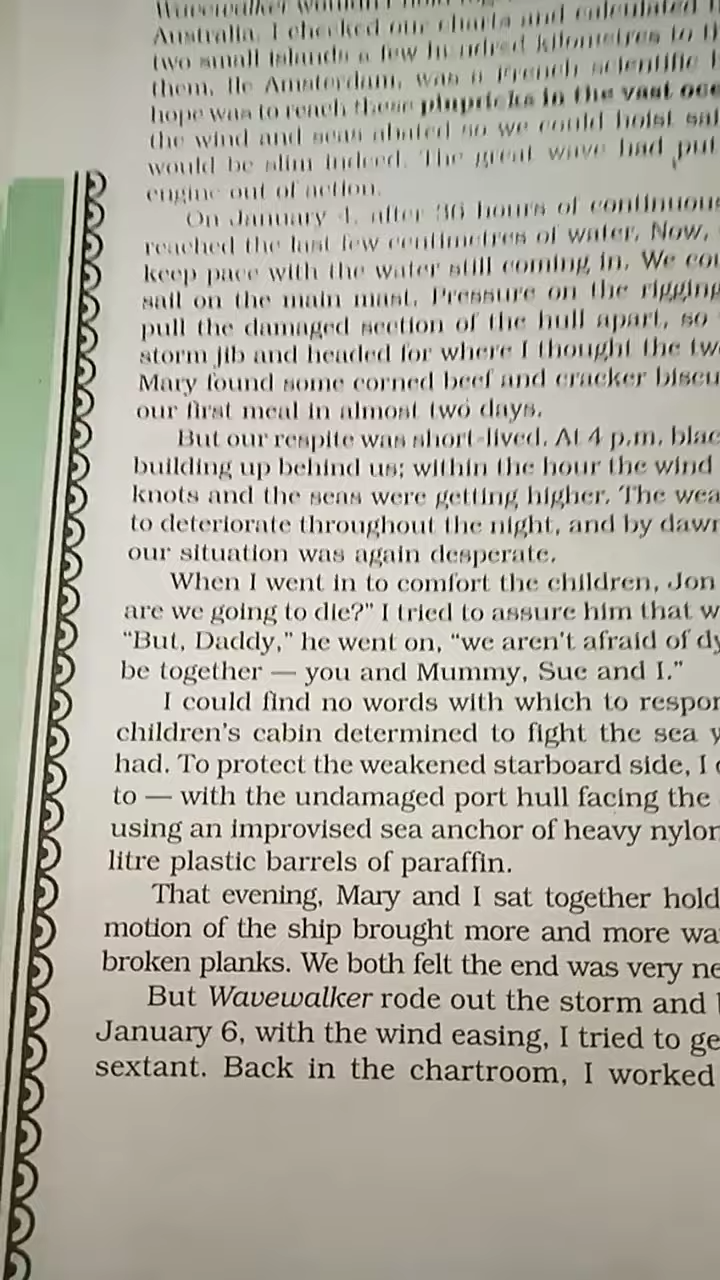 Wavewalker wouldn't hold
Australia. I checked our charts and calculated
two small islands a few hundred kilometres to
them, Ile Amsterdam, was a French scientific
hope was to reach these pinpricks in the vast
the wind and seas abated so we could hoist
would be slim indeed. The great wave had put
engine out of action.
On January 4, after 36 hours of continuous
reached the last few centimetres of water. Now,
keep pace with the water still coming in. We
sail on the main mast. Pressure on the rigging
pull the damaged section of the hull apart, so
storm jib and headed for where I thought the
Mary found some corned beef and cracker
our first meal in almost two days.
But our respite was short-lived. At 4 p.m.
building up behind us; within the hour the wind
knots and the seas were getting higher. The
to deteriorate throughout the night, and by dawn
our situation was again desperate.
When I went in to comfort the children, Jon
are we going to die?” I tried to assure him that
“But, Daddy,” he went on, “we aren't afraid of
be together — you and Mummy, Sue and I.”
I could find no words with which to
children's cabin determined to fight the sea
had. To protect the weakened starboard side, I
to — with the undamaged port hull facing the
using an improvised sea anchor of heavy nylon
litre plastic barrels of paraffin.
That evening, Mary and I sat together
motion of the ship brought more and more
broken planks. We both felt the end was very
But Wavewalker rode out the storm and
January 6, with the wind easing, I tried to
sextant. Back in the chartroom, I worked